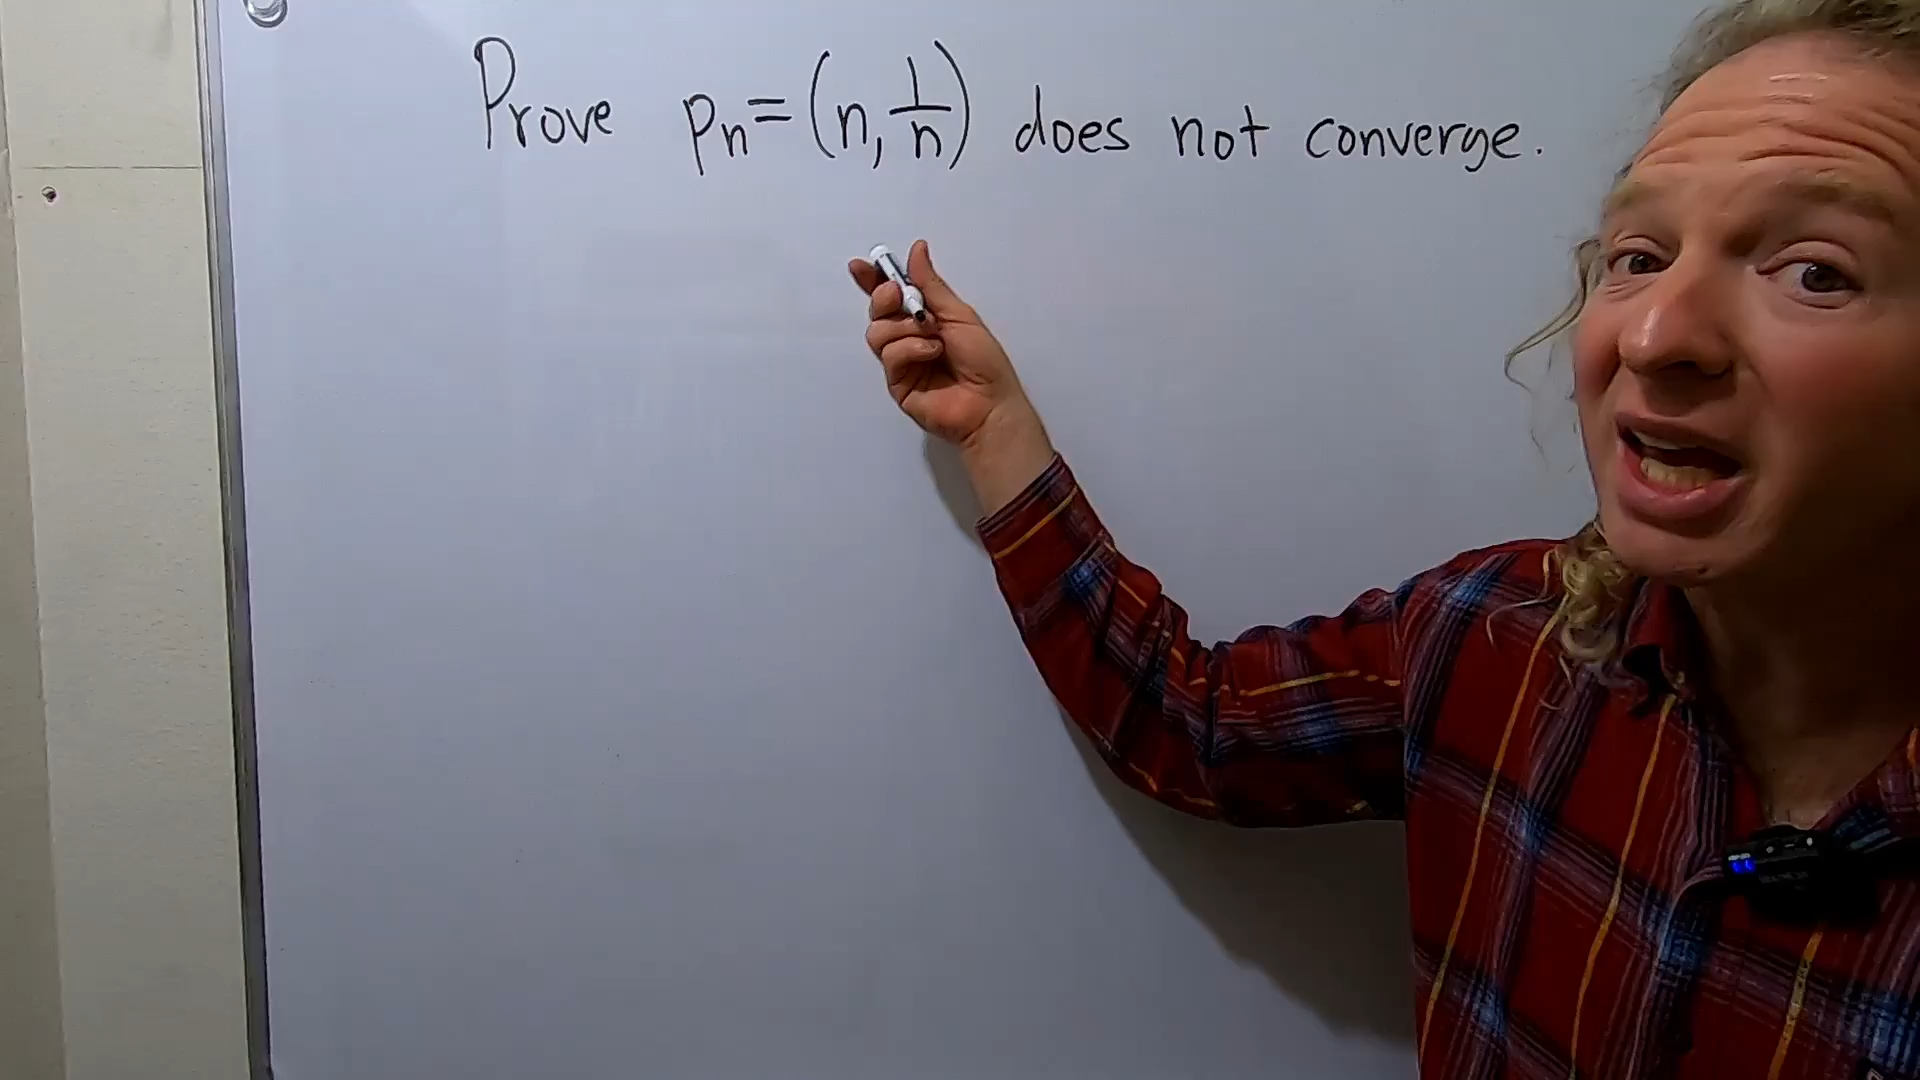 Prove pₙ = (n, 1/n) does not converge.